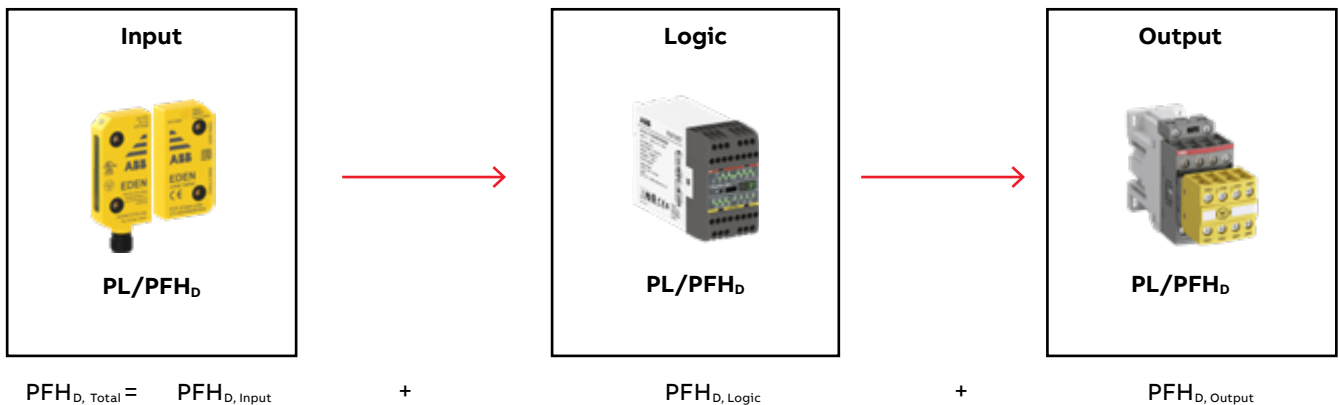 Input
Logic
Output
ABB
ABB
EDEN
EDEN
PL/PFHD
PL/PFHD
PL/PFHD
PFHD, Total = PFHD, Input + PFHD, Logic + PFHD, Output